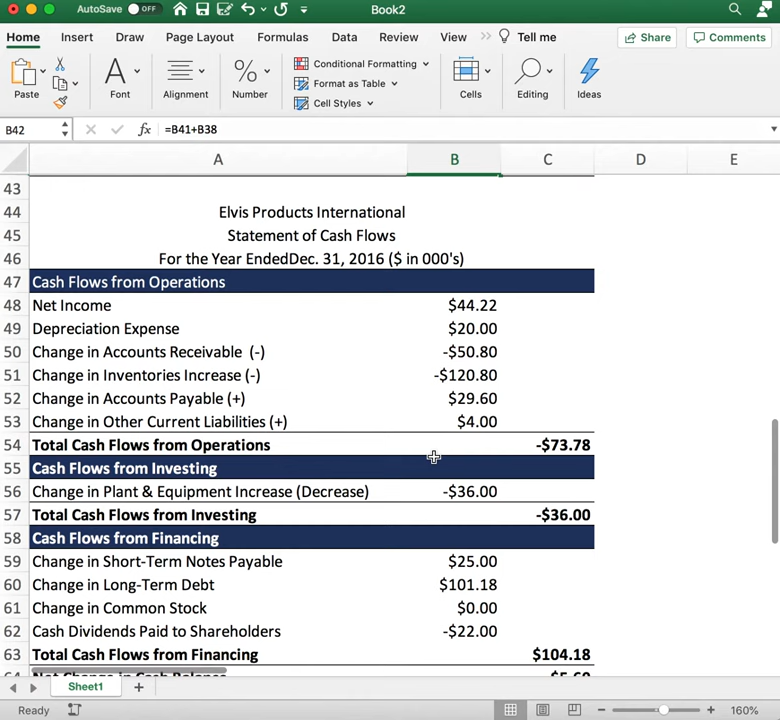 AutoSave OFF Book2
Home Insert Draw Page Layout Formulas Data Review View Tell me Share Comments
Paste Font Alignment Number Conditional Formatting Format as Table Cell Styles Cells Editing Ideas
B42 fx =B41+B38
A B C D E
43
44 Elvis Products International
45 Statement of Cash Flows
46 For the Year EndedDec. 31, 2016 ($ in 000's)
47 Cash Flows from Operations
48 Net Income $44.22
49 Depreciation Expense $20.00
50 Change in Accounts Receivable (-) -$50.80
51 Change in Inventories Increase (-) -$120.80
52 Change in Accounts Payable (+) $29.60
53 Change in Other Current Liabilities (+) $4.00
54 Total Cash Flows from Operations -$73.78
55 Cash Flows from Investing
56 Change in Plant & Equipment Increase (Decrease) -$36.00
57 Total Cash Flows from Investing -$36.00
58 Cash Flows from Financing
59 Change in Short-Term Notes Payable $25.00
60 Change in Long-Term Debt $101.18
61 Change in Common Stock $0.00
62 Cash Dividends Paid to Shareholders -$22.00
63 Total Cash Flows from Financing $104.18
Sheet1 +
Ready 160%